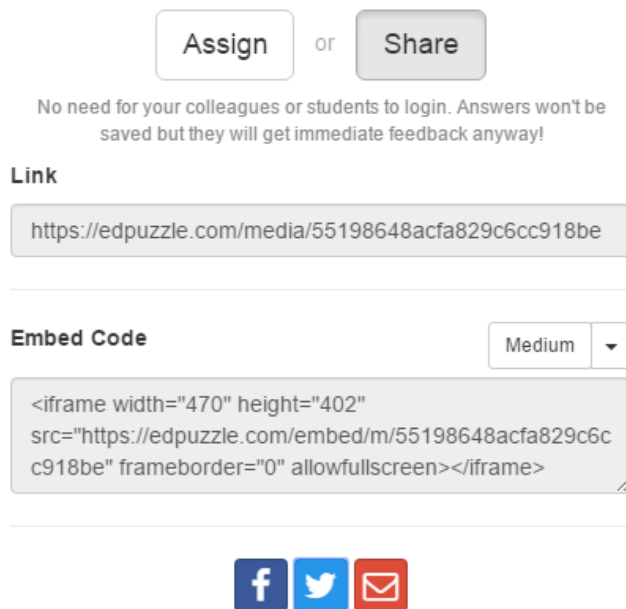 Assign or Share
No need for your colleagues or students to login. Answers won't be
saved but they will get immediate feedback anyway!
Link
https://edpuzzle.com/media/55198648acfa829c6cc918be
Embed Code Medium
<iframe width="470" height="402"
src="https://edpuzzle.com/embed/m/55198648acfa829c6c
c918be" frameborder="0" allowfullscreen></iframe>